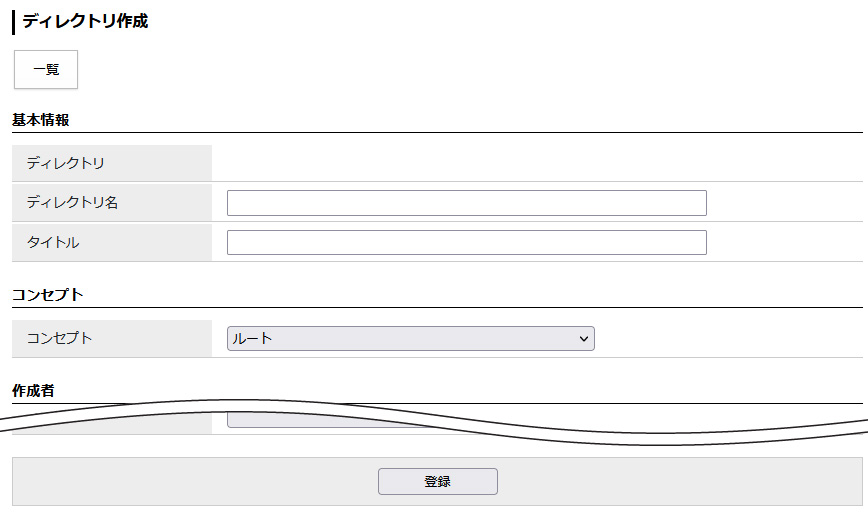 ディレクトリ作成
一覧
基本情報
ディレクトリ
ディレクトリ名
タイトル
コンセプト
コンセプト ルート
作成者
登録